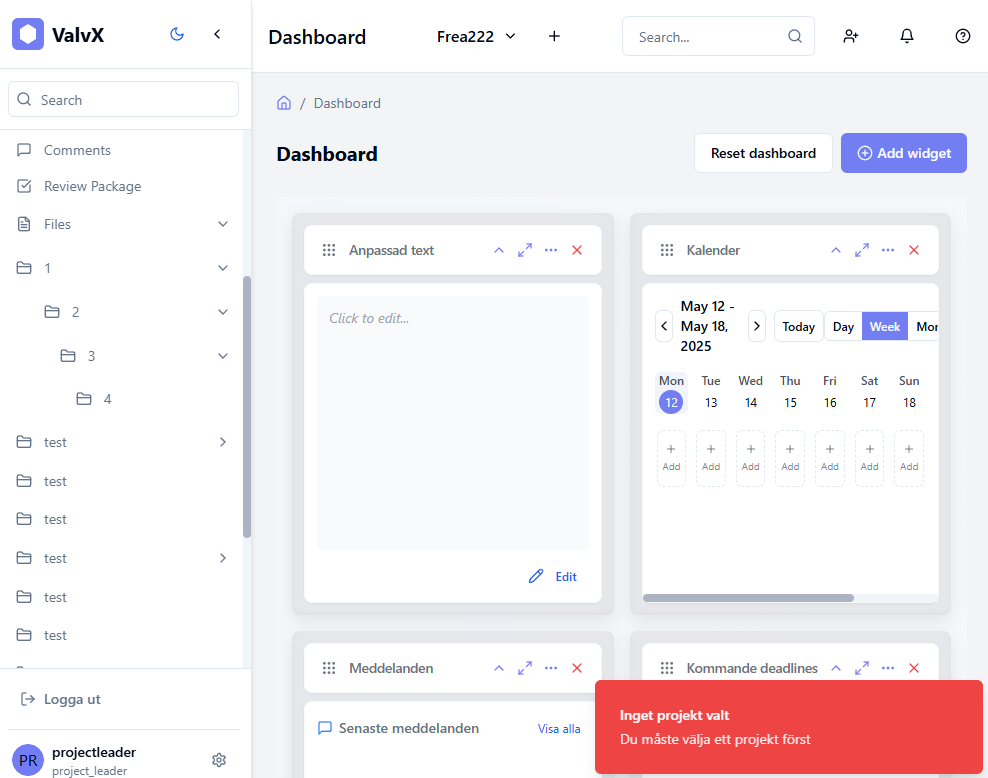 ValvX
Search
Comments
Review Package
Files
1
2
3
4
test
test
test
test
test
test
Logga ut
PR
projectleader
project_leader
Dashboard
Frea222
Search...
/ Dashboard
Dashboard
Reset dashboard
Add widget
Anpassad text
Click to edit...
Edit
Kalender
May 12 -
May 18,
2025
Today
Day
Week
Mon
Mon Tue Wed Thu Fri Sat Sun
12 13 14 15 16 17 18
Add Add Add Add Add Add Add
Meddelanden
Senaste meddelanden
Visa alla
Kommande deadlines
Inget projekt valt
Du måste välja ett projekt först